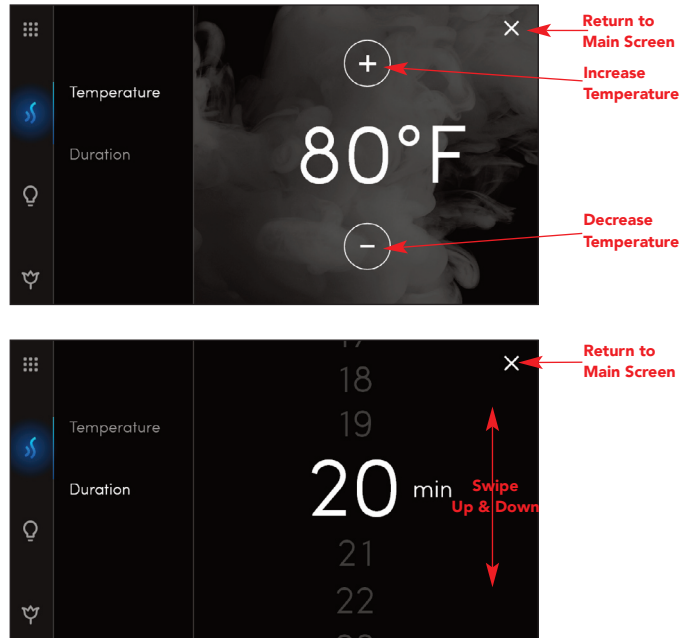 Return to
Main Screen
Increase
Temperature
Temperature
Duration
80°F
Decrease
Temperature
Return to
Main Screen
17
18
19
Temperature
Duration
20 min
Swipe
Up & Down
21
22